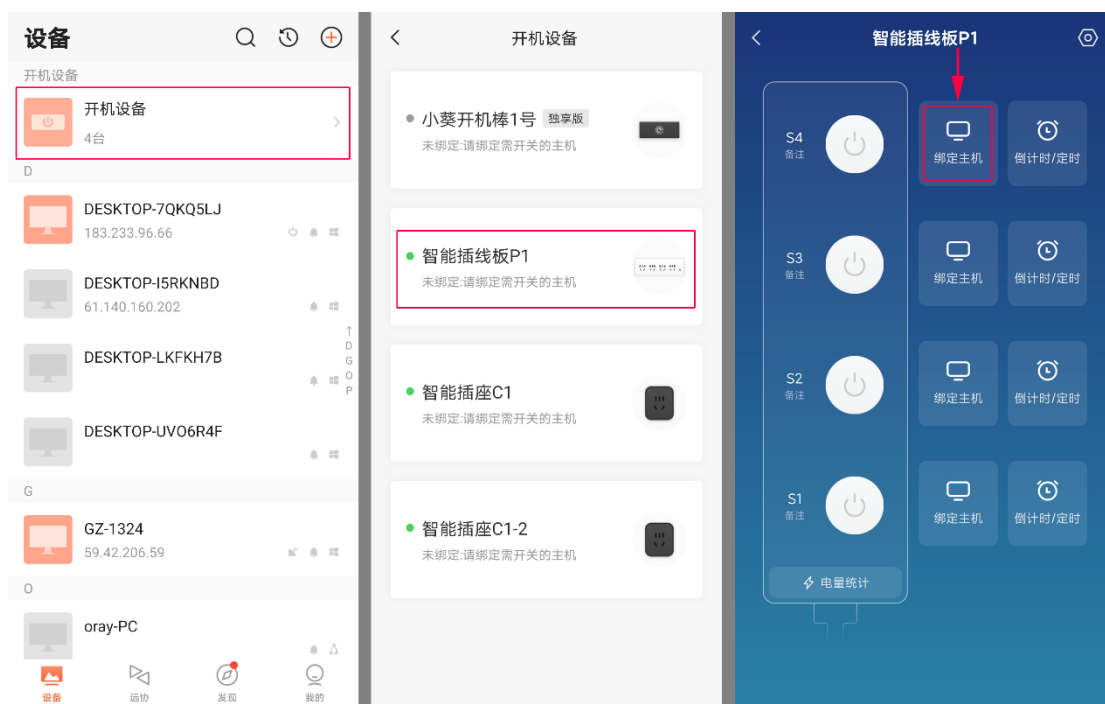 设备
开机设备
开机设备
4台
D
DESKTOP-7QKQ5LJ
183.233.96.66
DESKTOP-I5RKNBD
61.140.160.202
DESKTOP-LKFKH7B
DESKTOP-UVO6R4F
↑
D
G
O
P
G
GZ-1324
59.42.206.59
O
oray-PC
设备
远协
发现
我的
开机设备
小葵开机棒1号 独享版
未绑定:请绑定需开关的主机
智能插线板P1
未绑定:请绑定需开关的主机
智能插座C1
未绑定:请绑定需开关的主机
智能插座C1-2
未绑定:请绑定需开关的主机
智能插线板P1
S4
备注
绑定主机
倒计时/定时
S3
备注
绑定主机
倒计时/定时
S2
备注
绑定主机
倒计时/定时
S1
备注
绑定主机
倒计时/定时
电量统计